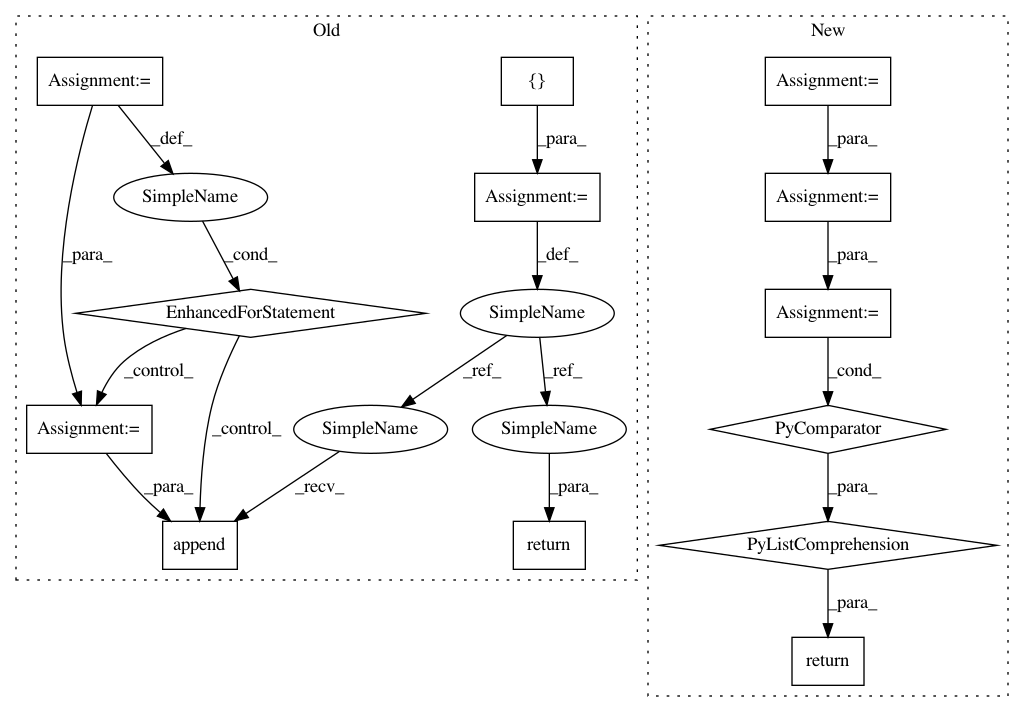 Old
New
Assignment:=
{}
Assignment:=
_def_
_para_
_para_
SimpleName
Assignment:=
Assignment:=
_para_
_cond_
_def_
_para_
EnhancedForStatement
SimpleName
Assignment:=
_control_
_ref_
_ref_
_cond_
Assignment:=
_control_
SimpleName
SimpleName
PyComparator
_para_
_recv_
_para_
_para_
append
return
PyListComprehension
_para_
return